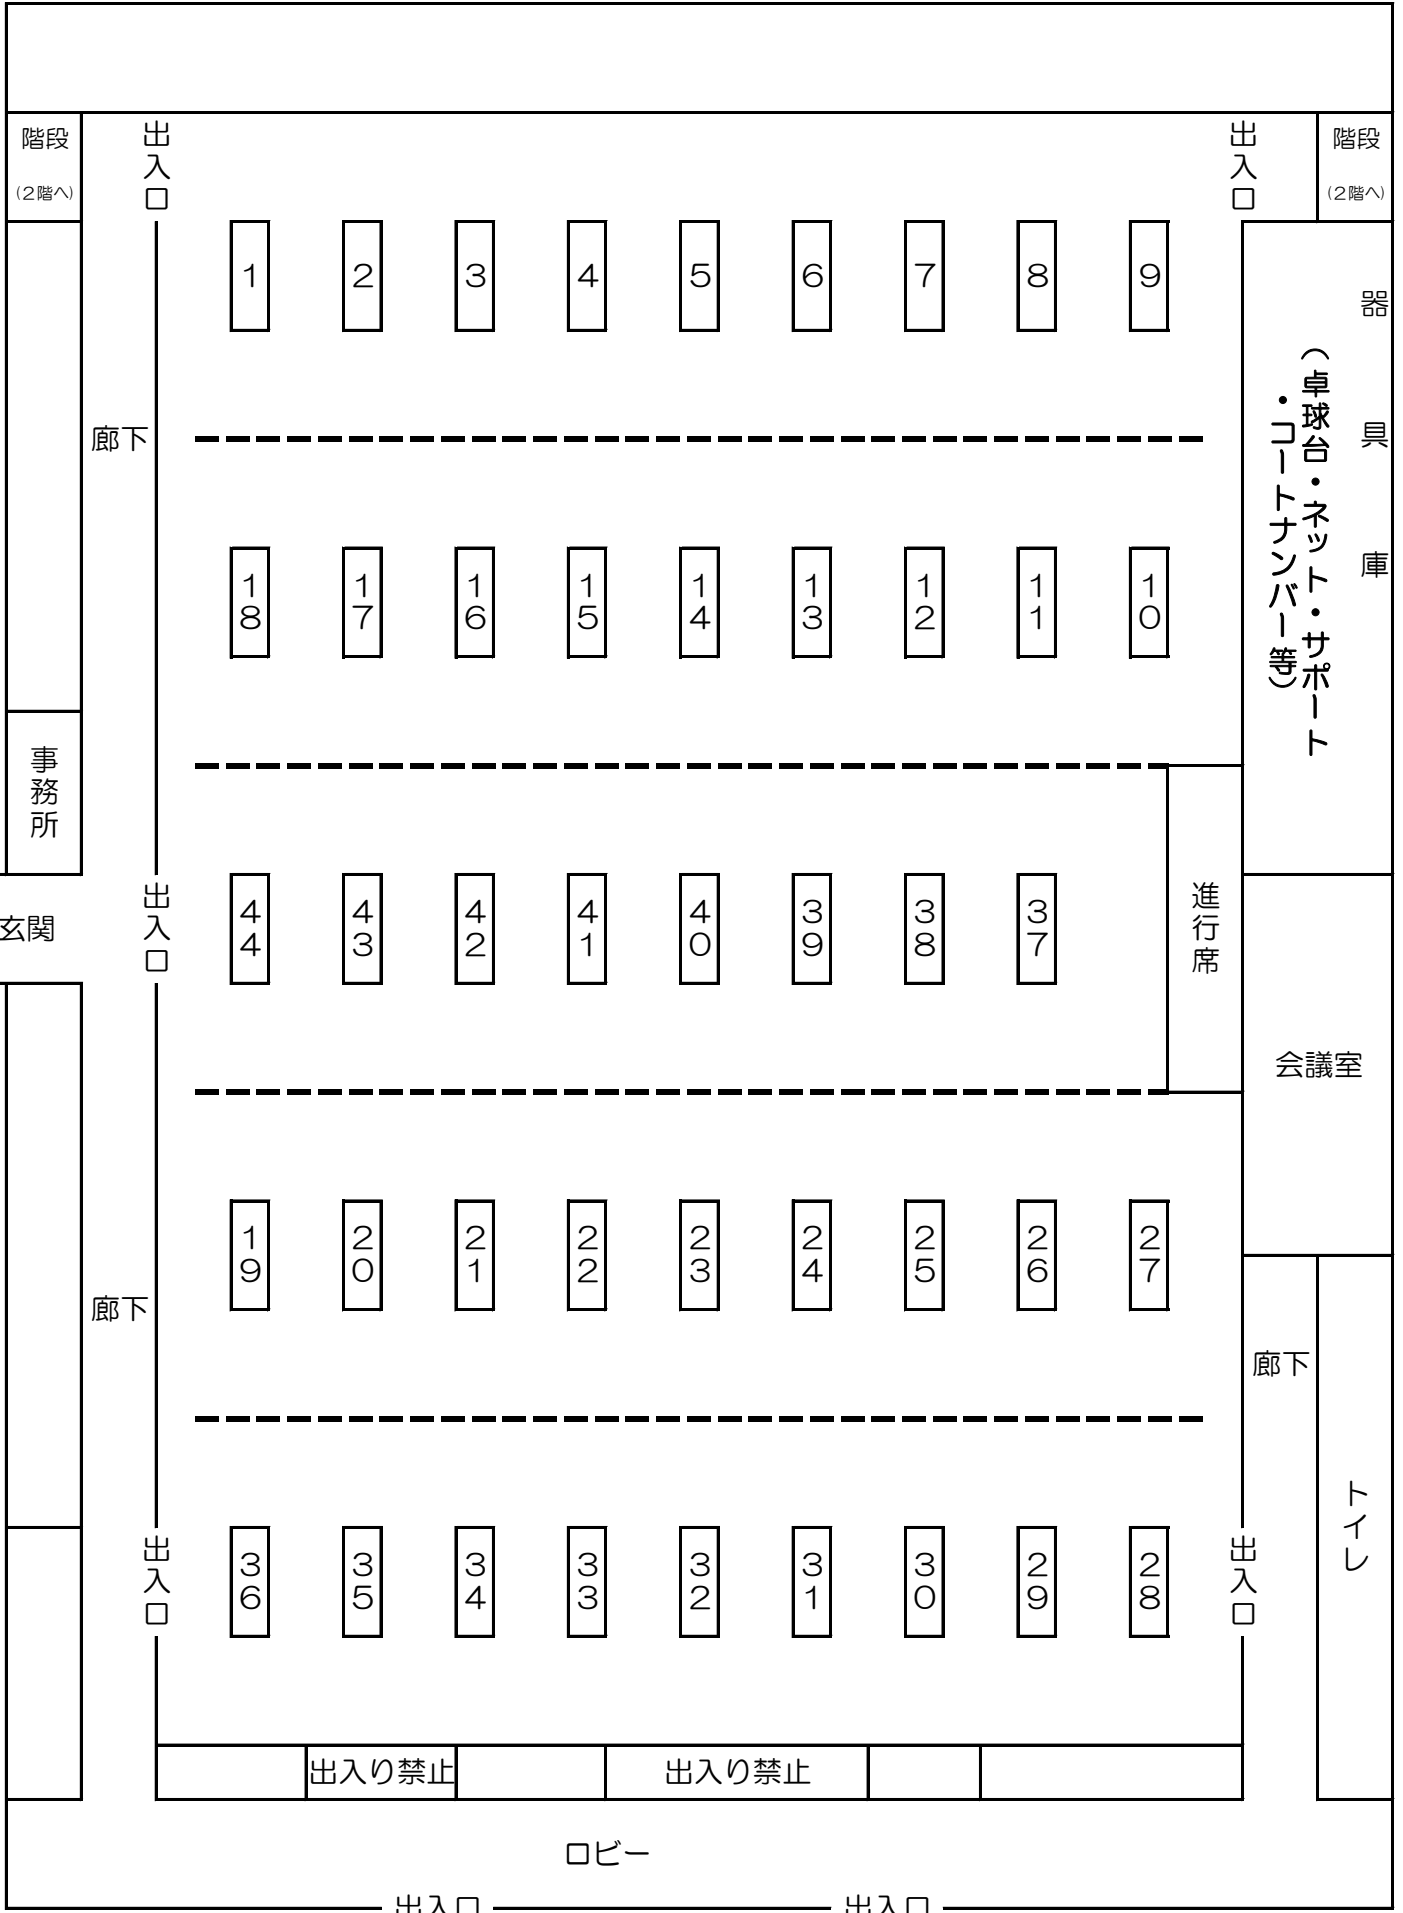 階段
(2階へ)
出入口
出入口
階段
(2階へ)
1 2 3 4 5 6 7 8 9
器具庫
(卓球台・ネット・サポート
・コートナンバー等)
廊下
18 17 16 15 14 13 12 11 10
事務所
玄関
出入口
44 43 42 41 40 39 38 37
進行席
会議室
19 20 21 22 23 24 25 26 27
廊下
廊下
出入口
36 35 34 33 32 31 30 29 28
出入口
トイレ
出入り禁止
出入り禁止
ロビー
出入口
出入口